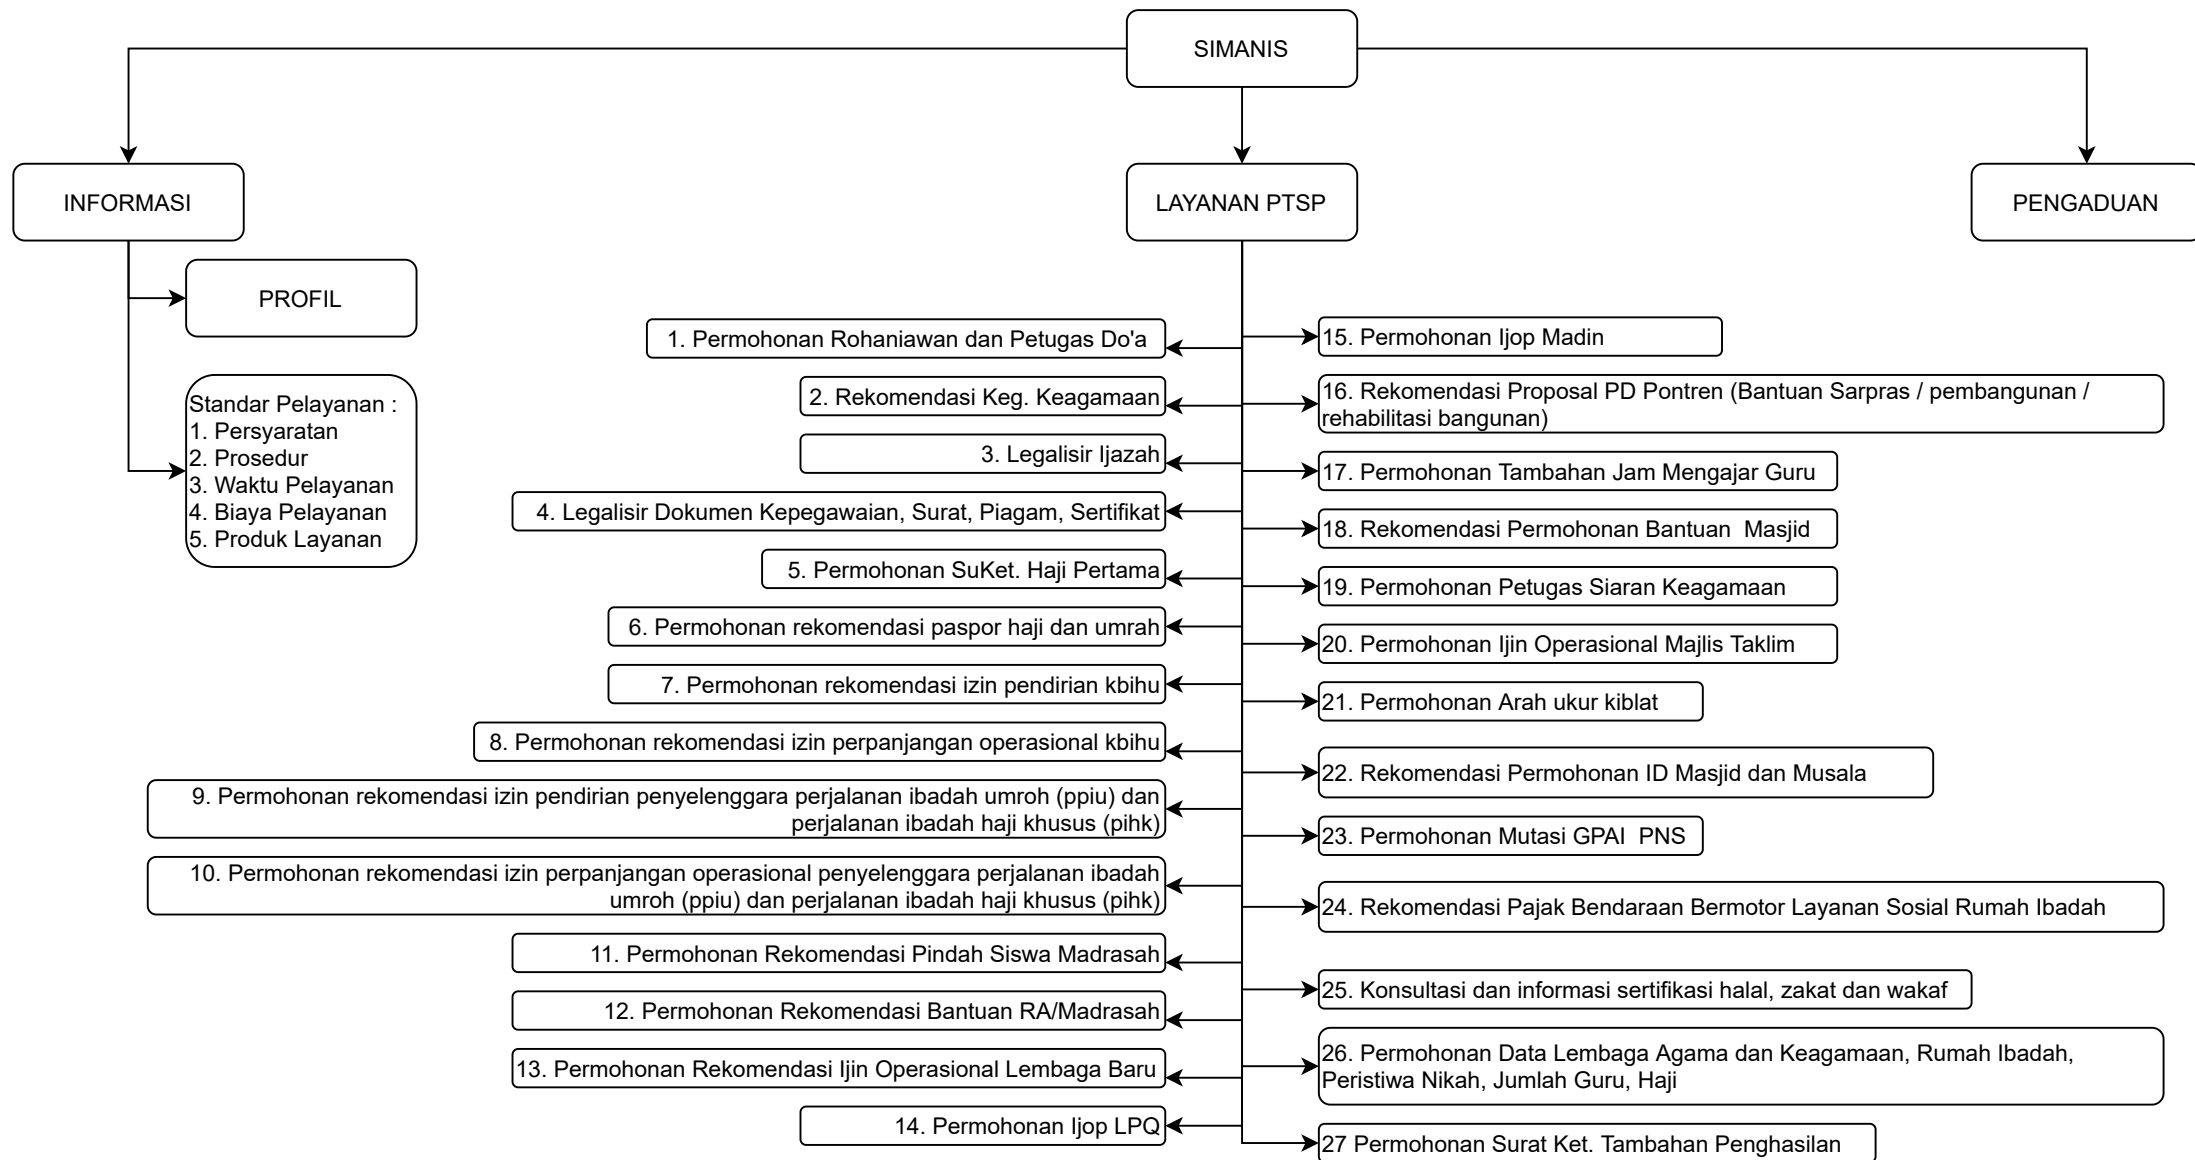 SIMANIS
INFORMASI
LAYANAN PTSP
PENGADUAN
PROFIL
Standar Pelayanan :
1. Persyaratan
2. Prosedur
3. Waktu Pelayanan
4. Biaya Pelayanan
5. Produk Layanan
1. Permohonan Rohaniawan dan Petugas Do'a
2. Rekomendasi Keg. Keagamaan
3. Legalisir Ijazah
4. Legalisir Dokumen Kepegawaian, Surat, Piagam, Sertifikat
5. Permohonan SuKet. Haji Pertama
6. Permohonan rekomendasi paspor haji dan umrah
7. Permohonan rekomendasi izin pendirian kbihu
8. Permohonan rekomendasi izin perpanjangan operasional kbihu
9. Permohonan rekomendasi izin pendirian penyelenggara perjalanan ibadah umroh (ppiu) dan
perjalanan ibadah haji khusus (pihk)
10. Permohonan rekomendasi izin perpanjangan operasional penyelenggara perjalanan ibadah
umroh (ppiu) dan perjalanan ibadah haji khusus (pihk)
11. Permohonan Rekomendasi Pindah Siswa Madrasah
12. Permohonan Rekomendasi Bantuan RA/Madrasah
13. Permohonan Rekomendasi Ijin Operasional Lembaga Baru
14. Permohonan Ijop LPQ
15. Permohonan Ijop Madin
16. Rekomendasi Proposal PD Pontren (Bantuan Sarpras / pembangunan /
rehabilitasi bangunan)
17. Permohonan Tambahan Jam Mengajar Guru
18. Rekomendasi Permohonan Bantuan  Masjid
19. Permohonan Petugas Siaran Keagamaan
20. Permohonan Ijin Operasional Majlis Taklim
21. Permohonan Arah ukur kiblat
22. Rekomendasi Permohonan ID Masjid dan Musala
23. Permohonan Mutasi GPAI  PNS
24. Rekomendasi Pajak Bendaraan Bermotor Layanan Sosial Rumah Ibadah
25. Konsultasi dan informasi sertifikasi halal, zakat dan wakaf
26. Permohonan Data Lembaga Agama dan Keagamaan, Rumah Ibadah,
Peristiwa Nikah, Jumlah Guru, Haji
27 Permohonan Surat Ket. Tambahan Penghasilan